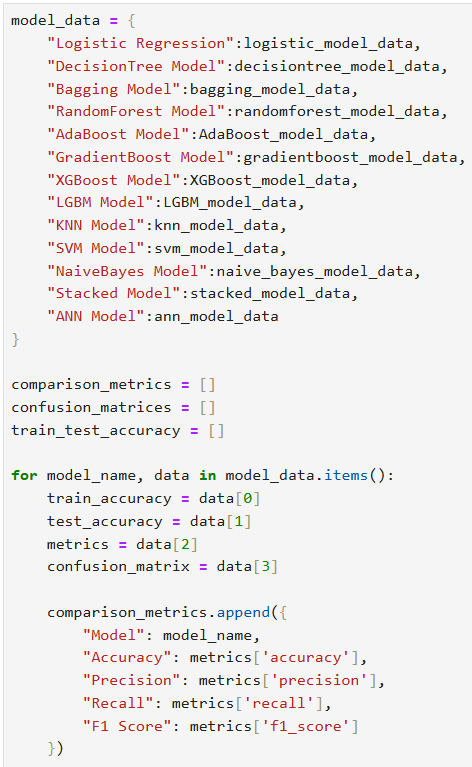 model_data = {
    "Logistic Regression":logistic_model_data,
    "DecisionTree Model":decisiontree_model_data,
    "Bagging Model":bagging_model_data,
    "RandomForest Model":randomforest_model_data,
    "AdaBoost Model":AdaBoost_model_data,
    "GradientBoost Model":gradientboost_model_data,
    "XGBoost Model":XGBoost_model_data,
    "LGBM Model":LGBM_model_data,
    "KNN Model":knn_model_data,
    "SVM Model":svm_model_data,
    "NaiveBayes Model":naive_bayes_model_data,
    "Stacked Model":stacked_model_data,
    "ANN Model":ann_model_data
}

comparison_metrics = []
confusion_matrices = []
train_test_accuracy = []

for model_name, data in model_data.items():
    train_accuracy = data[0]
    test_accuracy = data[1]
    metrics = data[2]
    confusion_matrix = data[3]

    comparison_metrics.append({
        "Model": model_name,
        "Accuracy": metrics['accuracy'],
        "Precision": metrics['precision'],
        "Recall": metrics['recall'],
        "F1 Score": metrics['f1_score']
    })